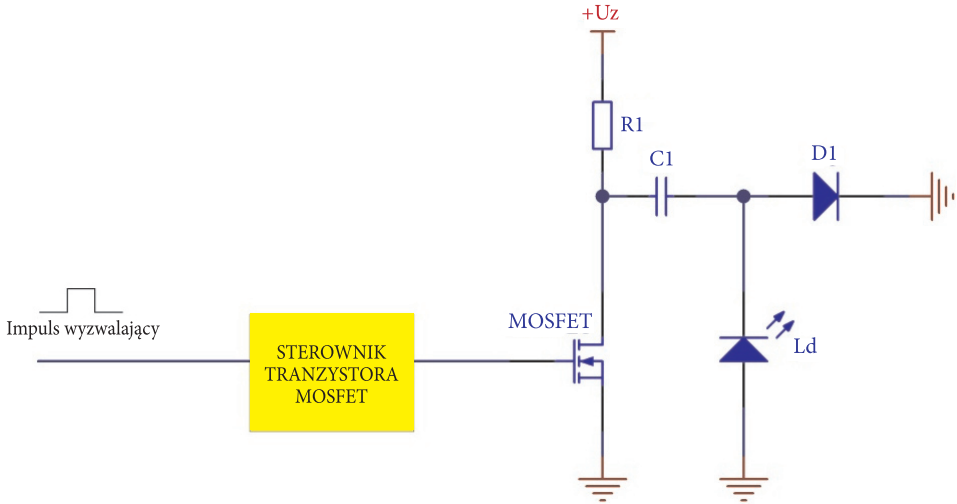 +Uz
R1
C1
D1
Impuls wyzwalający
MOSFET
STEROWNIK
TRANZYSTORA
MOSFET
Ld